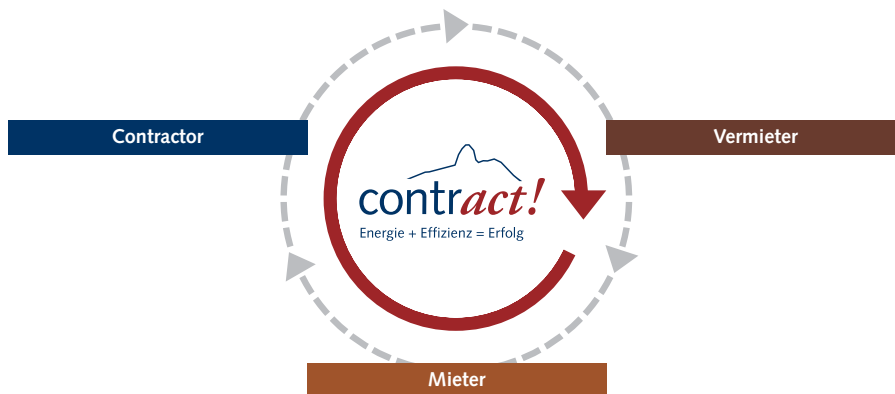 Contractor
Vermieter
contract!
Energie + Effizienz = Erfolg
Mieter